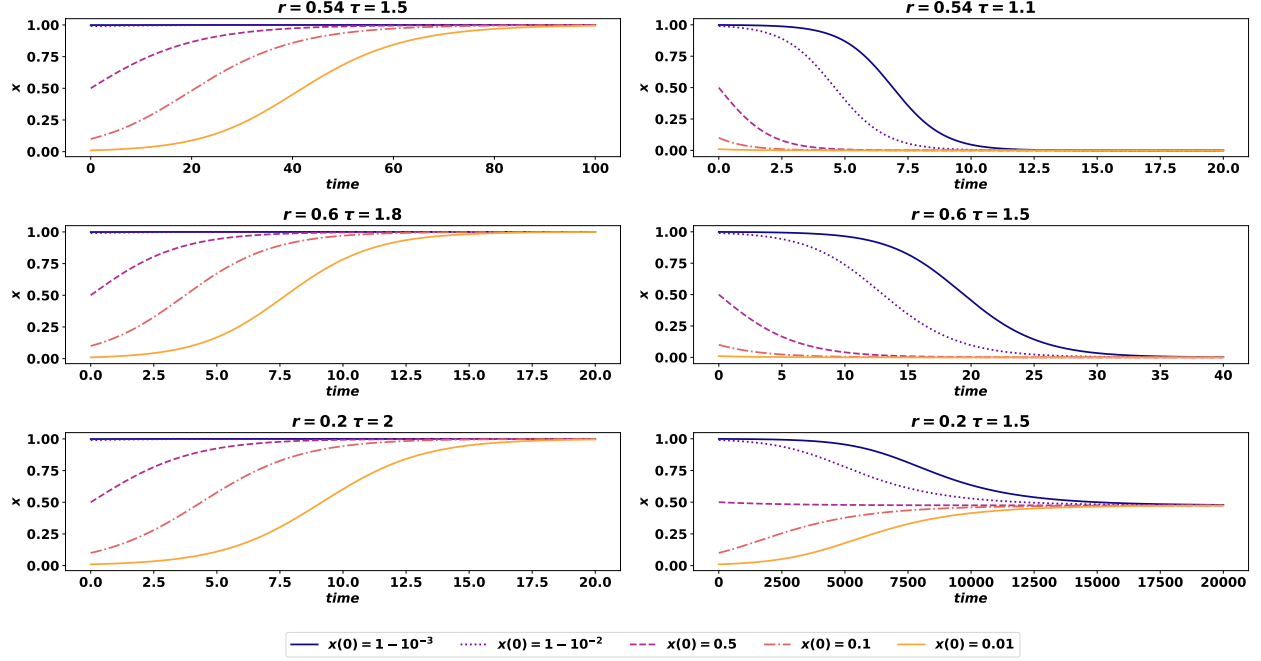 r = 0.54 τ = 1.5
1.00
0.75
0.50
0.25
0.00
x
0 20 40 60 80 100
time
r = 0.54 τ = 1.1
1.00
0.75
0.50
0.25
0.00
x
0.0 2.5 5.0 7.5 10.0 12.5 15.0 17.5 20.0
time
r = 0.6 τ = 1.8
1.00
0.75
0.50
0.25
0.00
x
0.0 2.5 5.0 7.5 10.0 12.5 15.0 17.5 20.0
time
r = 0.6 τ = 1.5
1.00
0.75
0.50
0.25
0.00
x
0 5 10 15 20 25 30 35 40
time
r = 0.2 τ = 2
1.00
0.75
0.50
0.25
0.00
x
0.0 2.5 5.0 7.5 10.0 12.5 15.0 17.5 20.0
time
r = 0.2 τ = 1.5
1.00
0.75
0.50
0.25
0.00
x
0 2500 5000 7500 10000 12500 15000 17500 20000
time
x(0) = 1 − 10⁻³ x(0) = 1 − 10⁻² x(0) = 0.5 x(0) = 0.1 x(0) = 0.01